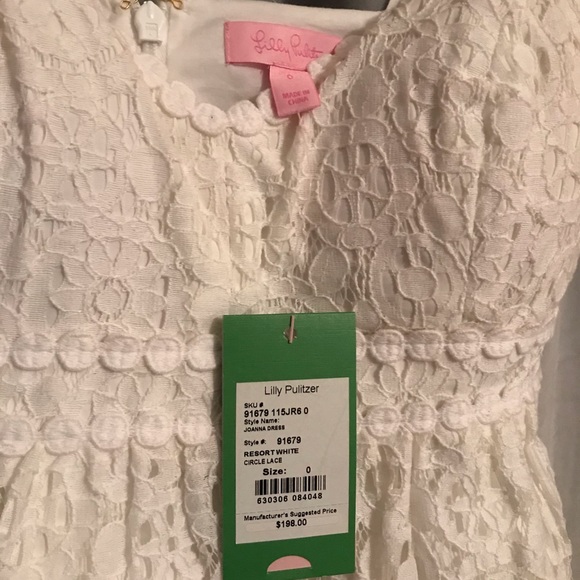 Lilly Pulitzer
0
MADE IN
CHINA
Lilly Pulitzer
SKU #
91679 115JR6 0
Style Name:
JOANNA DRESS
Style #: 91679
RESORT WHITE
CIRCLE LACE
Size: 0
630306 084048
Manufacturer's Suggested Price
$198.00